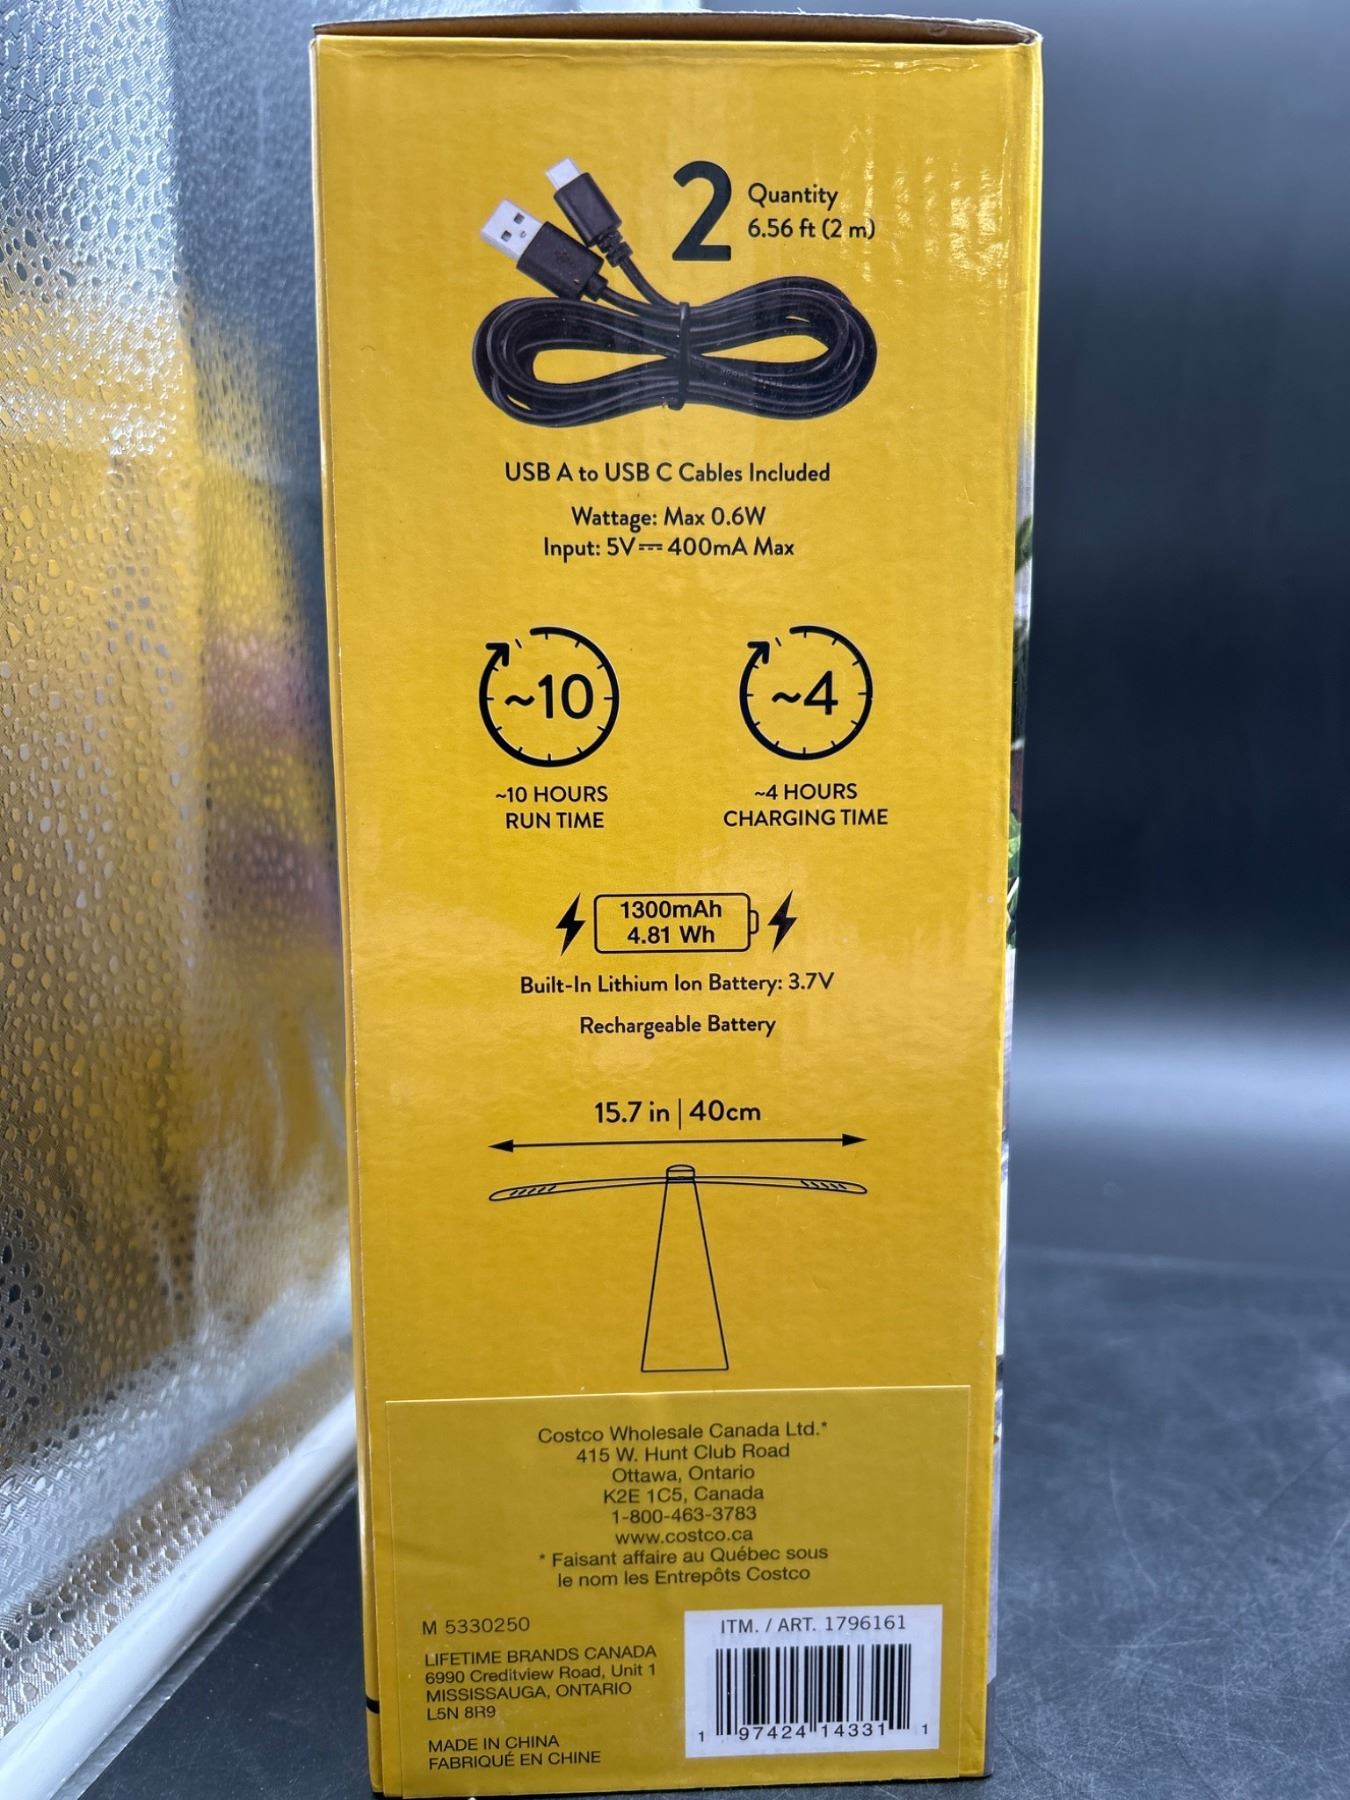 2 Quantity
6.56 ft (2 m)
USB A to USB C Cables Included
Wattage: Max 0.6W
Input: 5V⎓400mA Max
~10
~4
~10 HOURS
RUN TIME
~4 HOURS
CHARGING TIME
1300mAh
4.81 Wh
Built-In Lithium Ion Battery: 3.7V
Rechargeable Battery
15.7 in | 40cm
Costco Wholesale Canada Ltd.*
415 W. Hunt Club Road
Ottawa, Ontario
K2E 1C5, Canada
1-800-463-3783
www.costco.ca
* Faisant affaire au Québec sous
le nom les Entrepôts Costco
M 5330250
LIFETIME BRANDS CANADA
6990 Creditview Road, Unit 1
MISSISSAUGA, ONTARIO
L5N 8R9
MADE IN CHINA
FABRIQUÉ EN CHINE
ITM. / ART. 1796161
1 97424 14331 1